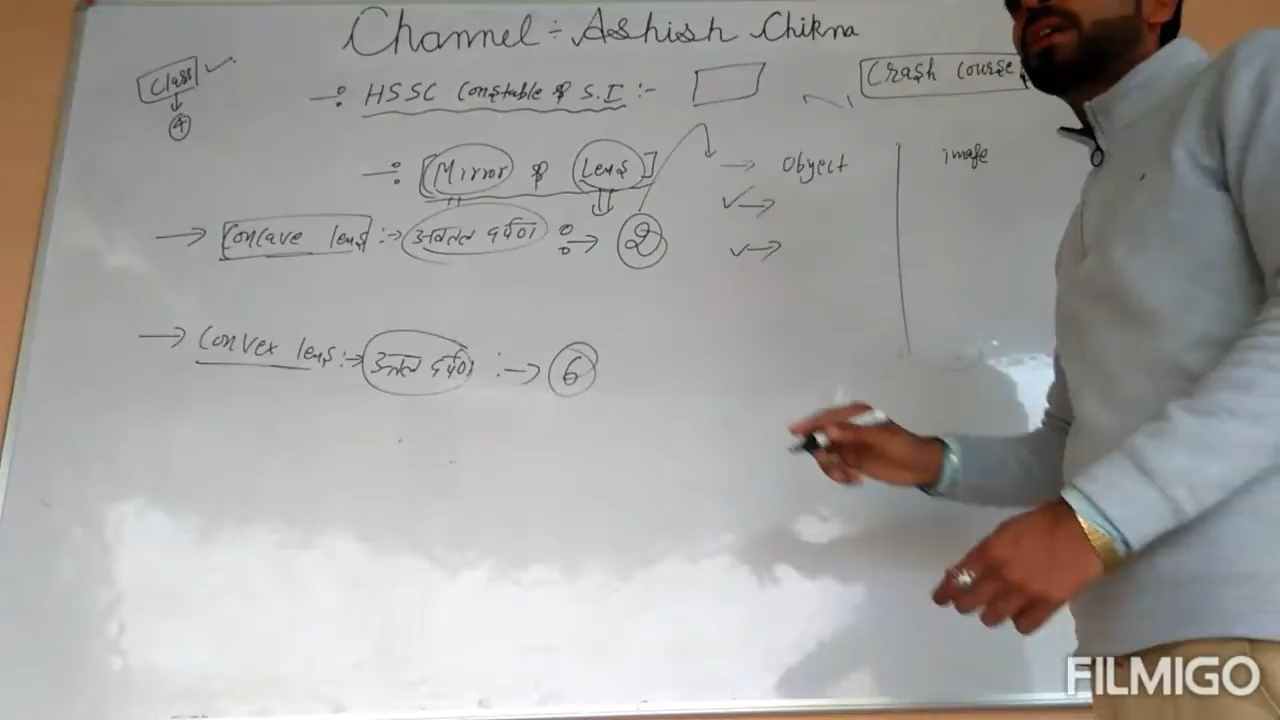 Channel :- Ashish Chikna
Class ✓
4
HSSC Constable & S.I :-
Crash course
[Mirror & Lens]
→ Object
image
→ Concave lens :→ अवतल दर्पण → 2
→ Convex lens :→ उत्तल दर्पण :→ 6
FILMIGO